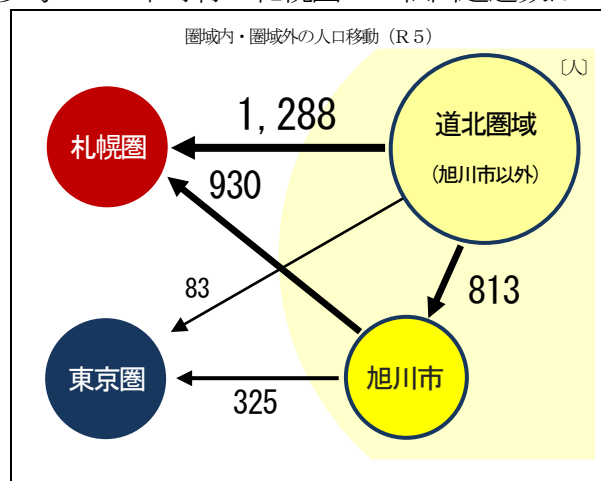 圏域内・圏域外の人口移動（R５）
〔人〕
1,288
道北圏域
(旭川市以外)
札幌圏
930
813
83
東京圏
325
旭川市